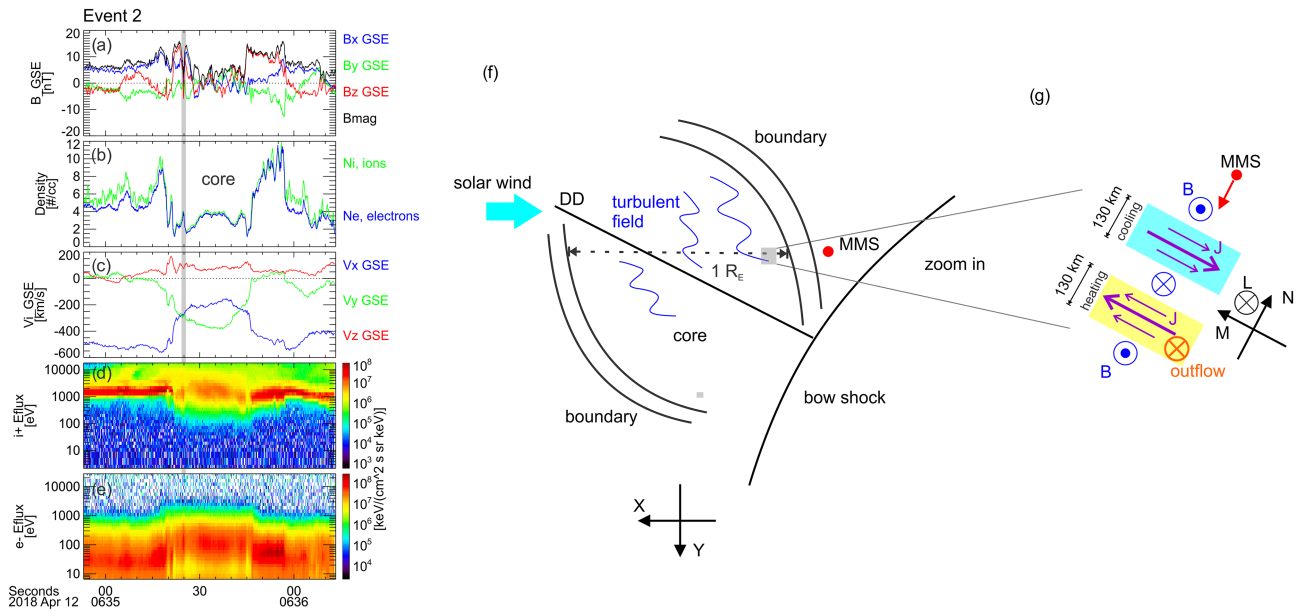 Event 2
(a)
20
10
0
-10
-20
B_GSE
[nT]
Bx GSE
By GSE
Bz GSE
Bmag
(b)
12
10
8
6
4
2
0
Density
[#/cc]
core
Ni, ions
Ne, electrons
(c)
200
0
-200
-400
-600
Vi_GSE
[km/s]
Vx GSE
Vy GSE
Vz GSE
(d)
10000
1000
100
10
i+ Eflux
[eV]
10^8
10^7
10^6
10^5
10^4
10^3
(e)
10000
1000
100
10
e- Eflux
[eV]
10^8
10^7
10^6
10^5
10^4
[keV/(cm^2 s sr keV)]
Seconds
2018 Apr 12
00
0635
30
00
0636
(f)
solar wind
DD
turbulent
field
boundary
MMS
1 R_E
core
zoom in
boundary
bow shock
X
Y
(g)
MMS
B
130 km
cooling
J
130 km
heating
J
L
N
M
B
outflow